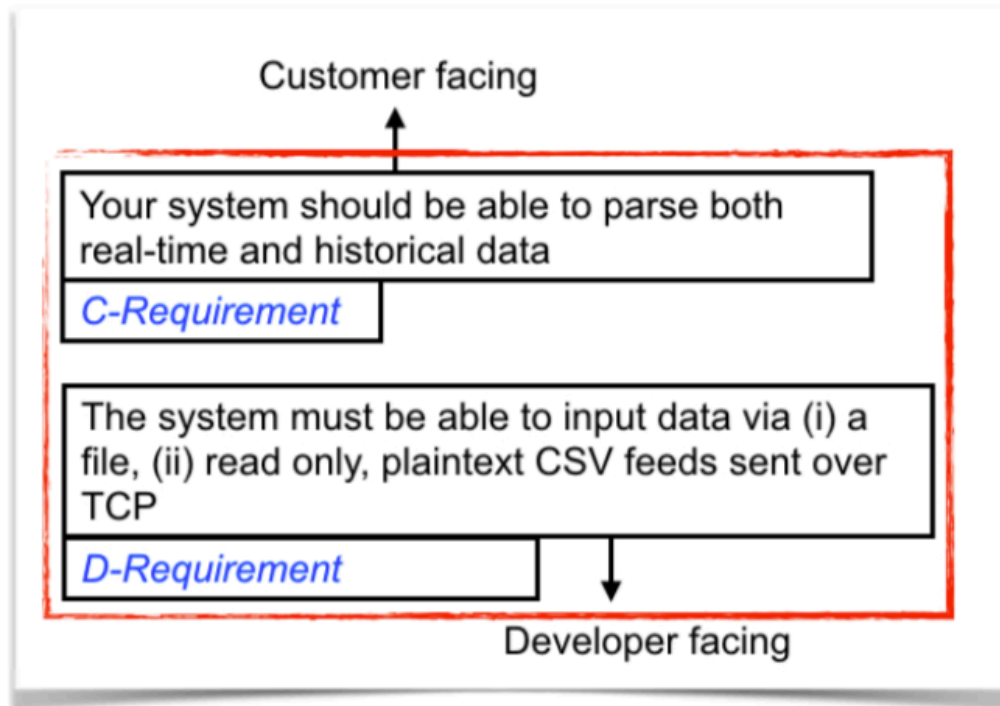 Customer facing
Your system should be able to parse both
real-time and historical data
C-Requirement
The system must be able to input data via (i) a
file, (ii) read only, plaintext CSV feeds sent over
TCP
D-Requirement
Developer facing